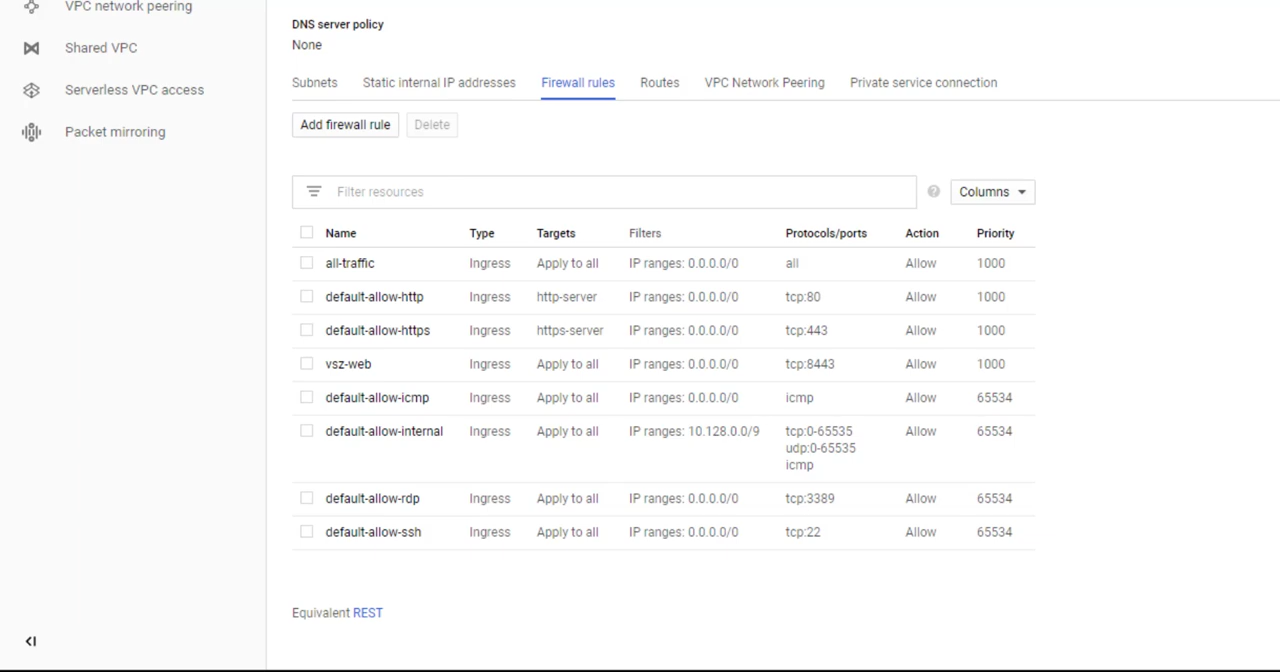 VPC network peering
Shared VPC
Serverless VPC access
Packet mirroring
DNS server policy
None
Subnets Static internal IP addresses Firewall rules Routes VPC Network Peering Private service connection
Add firewall rule Delete
Filter resources Columns
Name Type Targets Filters Protocols/ports Action Priority
all-traffic Ingress Apply to all IP ranges: 0.0.0.0/0 all Allow 1000
default-allow-http Ingress http-server IP ranges: 0.0.0.0/0 tcp:80 Allow 1000
default-allow-https Ingress https-server IP ranges: 0.0.0.0/0 tcp:443 Allow 1000
vsz-web Ingress Apply to all IP ranges: 0.0.0.0/0 tcp:8443 Allow 1000
default-allow-icmp Ingress Apply to all IP ranges: 0.0.0.0/0 icmp Allow 65534
default-allow-internal Ingress Apply to all IP ranges: 10.128.0.0/9 tcp:0-65535 Allow 65534
udp:0-65535
icmp
default-allow-rdp Ingress Apply to all IP ranges: 0.0.0.0/0 tcp:3389 Allow 65534
default-allow-ssh Ingress Apply to all IP ranges: 0.0.0.0/0 tcp:22 Allow 65534
Equivalent REST